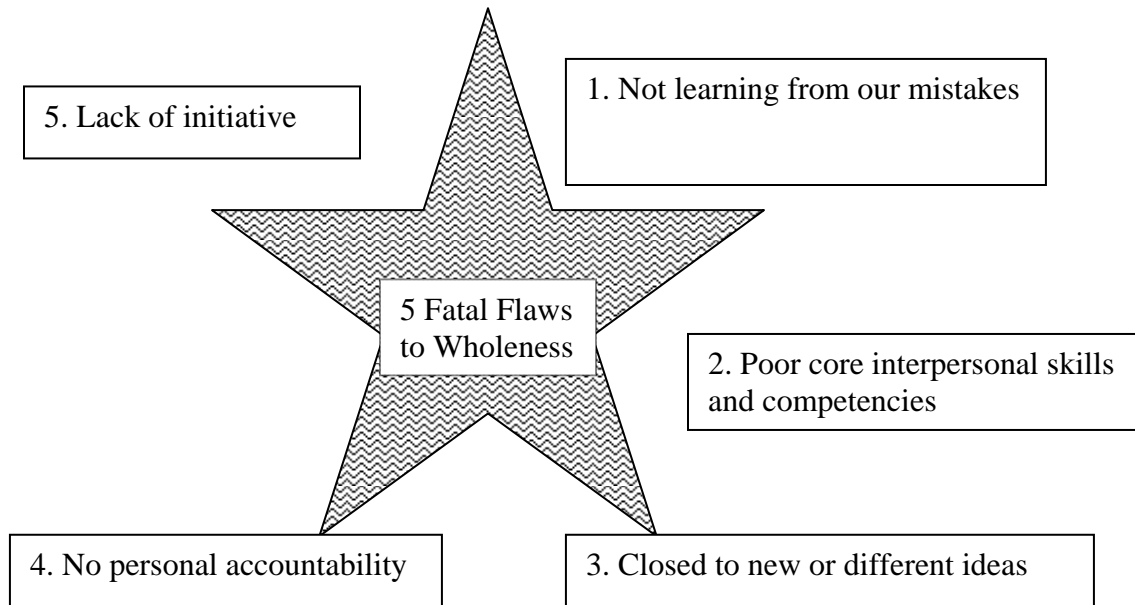 5 Fatal Flaws
to Wholeness
1. Not learning from our mistakes
2. Poor core interpersonal skills
and competencies
3. Closed to new or different ideas
4. No personal accountability
5. Lack of initiative